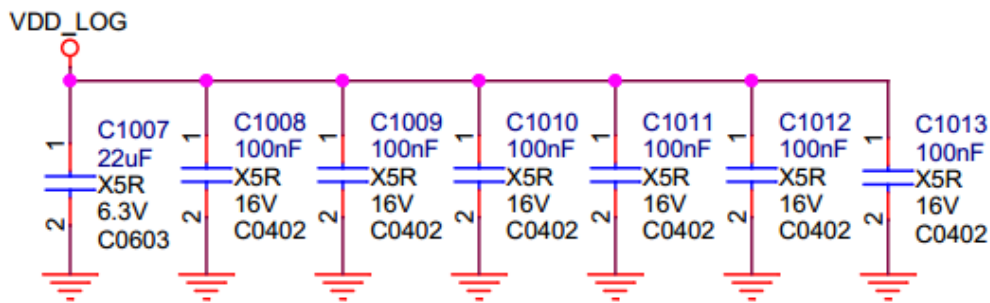 VDD_LOG
1
C1007
22uF
X5R
6.3V
C0603
2
1
C1008
100nF
X5R
16V
C0402
2
1
C1009
100nF
X5R
16V
C0402
2
1
C1010
100nF
X5R
16V
C0402
2
1
C1011
100nF
X5R
16V
C0402
2
1
C1012
100nF
X5R
16V
C0402
2
1
C1013
100nF
X5R
16V
C0402
2